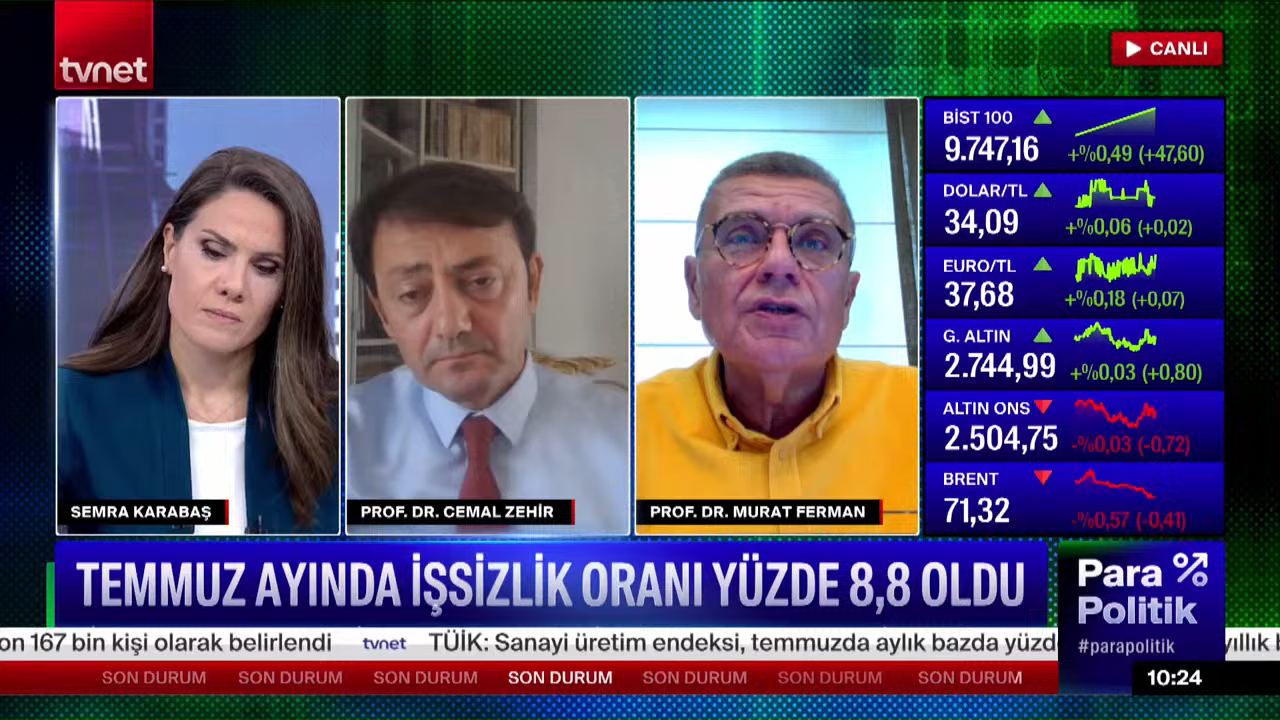 tvnet
CANLI
SEMRA KARABAŞ
PROF. DR. CEMAL ZEHİR
PROF. DR. MURAT FERMAN
BİST 100
9.747,16
+%0,49 (+47,60)
DOLAR/TL
34,09
+%0,06 (+0,02)
EURO/TL
37,68
+%0,18 (+0,07)
G. ALTIN
2.744,99
+%0,03 (+0,80)
ALTIN ONS
2.504,75
-%0,03 (-0,72)
BRENT
71,32
-%0,57 (-0,41)
TEMMUZ AYINDA İŞSİZLİK ORANI YÜZDE 8,8 OLDU
Para %
Politik
#parapolitik
on 167 bin kişi olarak belirlendi tvnet TÜİK: Sanayi üretim endeksi, temmuzda aylık bazda yüzd
yıllık b
SON DURUM SON DURUM SON DURUM SON DURUM SON DURUM SON DURUM SON DURUM
10:24